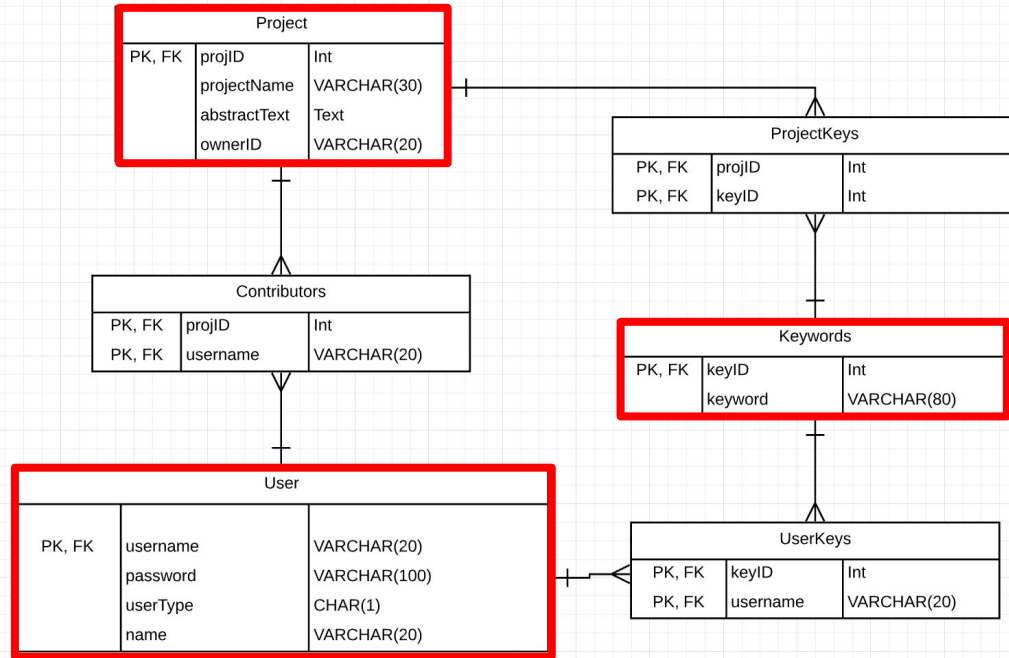 Project
PK, FK projID Int
projectName VARCHAR(30)
abstractText Text
ownerID VARCHAR(20)
ProjectKeys
PK, FK projID Int
PK, FK keyID Int
Contributors
PK, FK projID Int
PK, FK username VARCHAR(20)
Keywords
PK, FK keyID Int
keyword VARCHAR(80)
User
PK, FK username VARCHAR(20)
password VARCHAR(100)
userType CHAR(1)
name VARCHAR(20)
UserKeys
PK, FK keyID Int
PK, FK username VARCHAR(20)